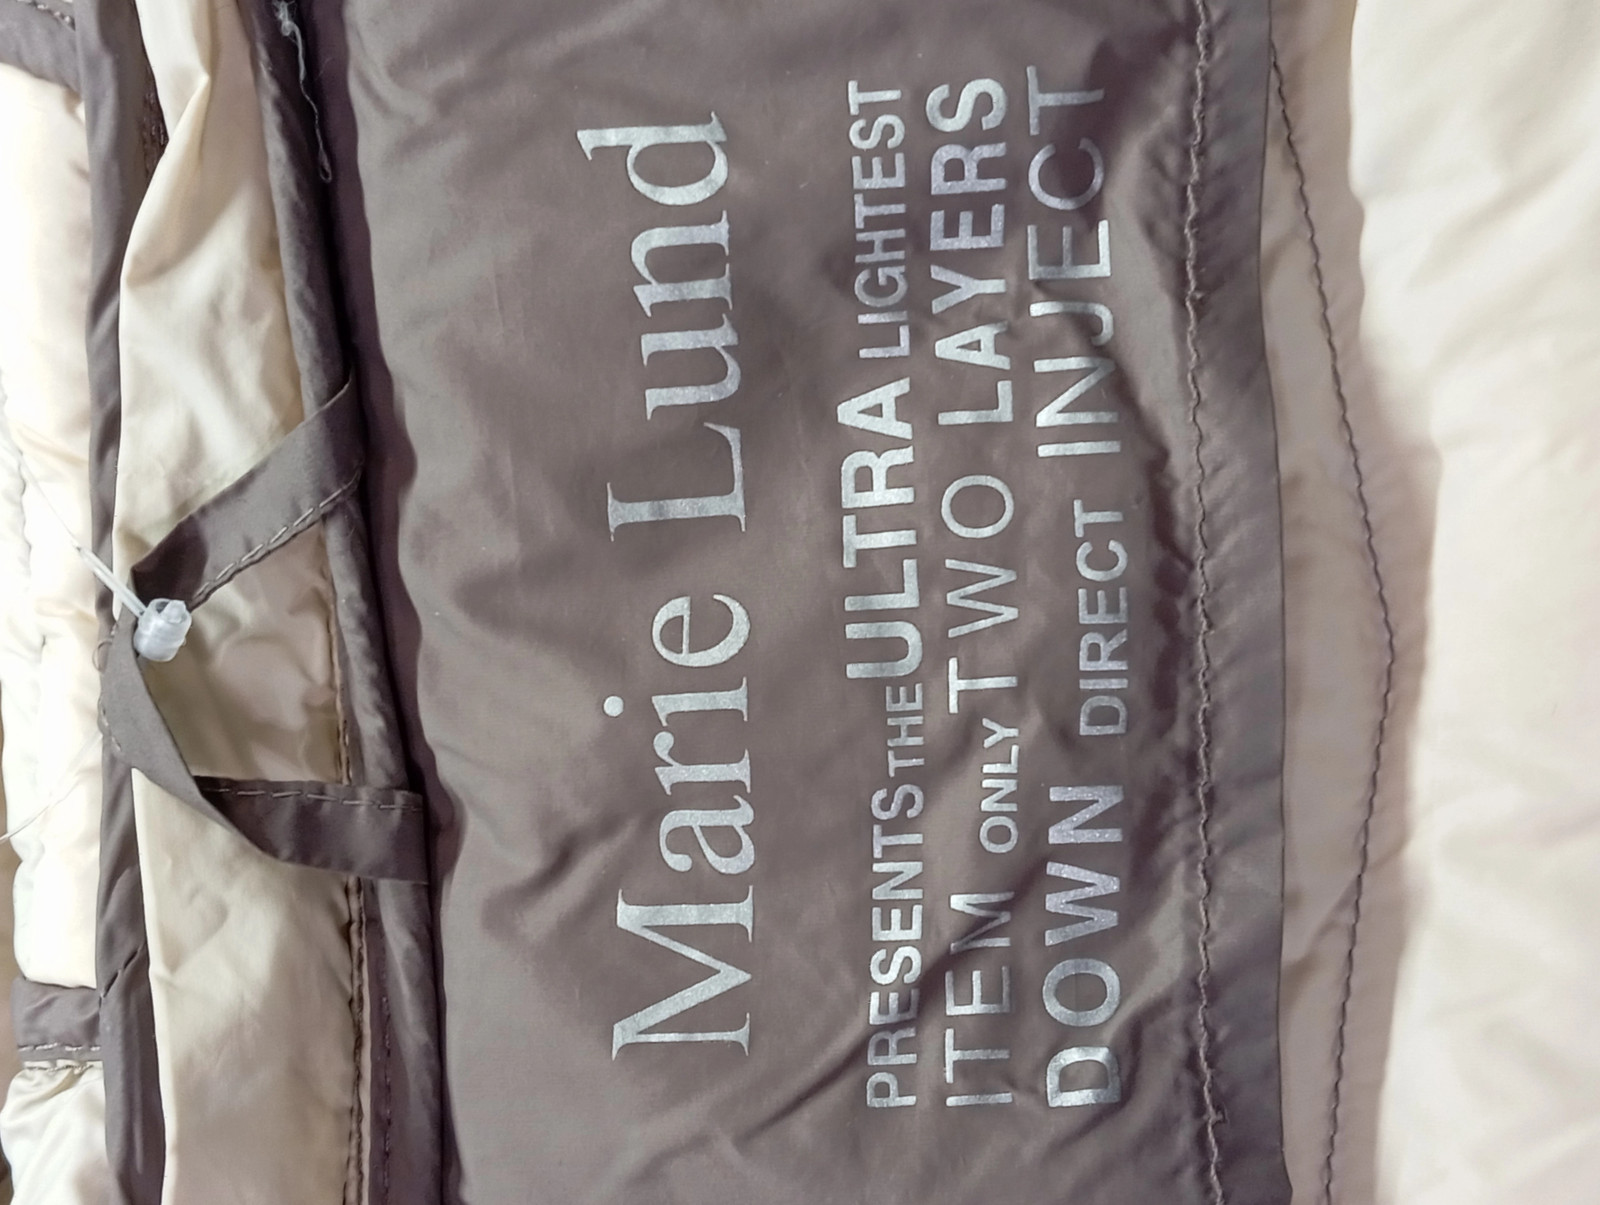 Marie Lund
PRESENTS THE ULTRA LIGHTEST
ITEM ONLY TWO LAYERS
DOWN DIRECT INJECT